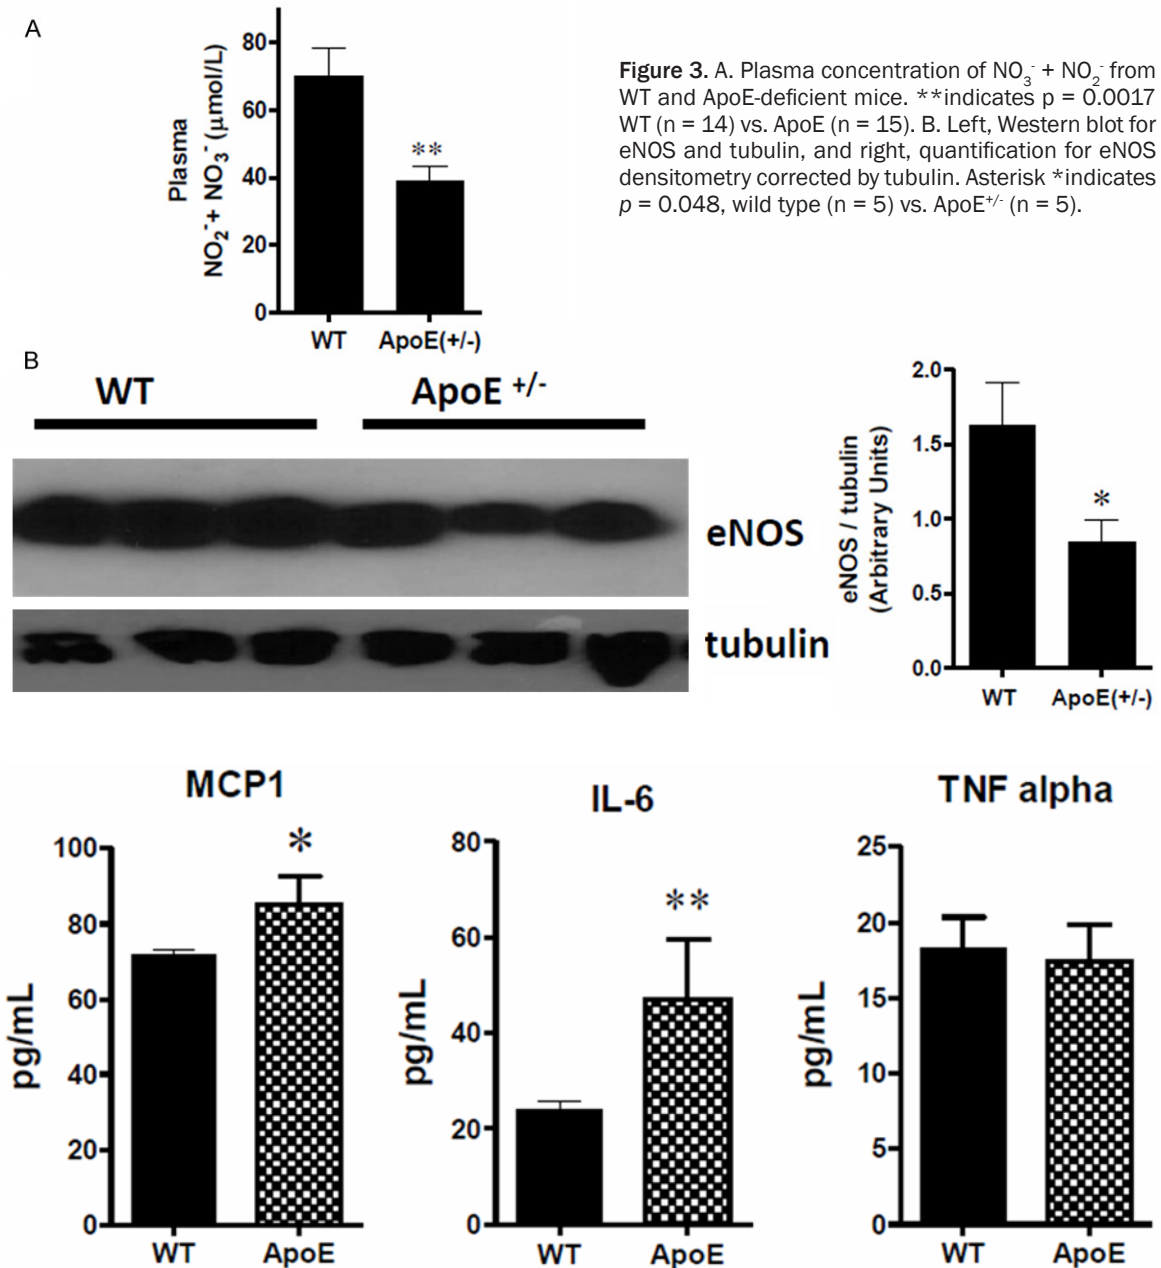 A
80
60
40
20
0
Plasma
NO₂⁻+ NO₃⁻ (μmol/L)
**
WT
ApoE(+/-)
Figure 3. A. Plasma concentration of NO₃⁻ + NO₂⁻ from
WT and ApoE-deficient mice. **indicates p = 0.0017
WT (n = 14) vs. ApoE (n = 15). B. Left, Western blot for
eNOS and tubulin, and right, quantification for eNOS
densitometry corrected by tubulin. Asterisk *indicates
p = 0.048, wild type (n = 5) vs. ApoE⁺/⁻ (n = 5).
B
WT
ApoE +/-
eNOS
tubulin
2.0
1.5
1.0
0.5
0.0
eNOS / tubulin
(Arbitrary Units)
*
WT
ApoE(+/-)
MCP1
100
80
60
40
20
0
pg/mL
*
WT
ApoE
IL-6
80
60
40
20
0
pg/mL
**
WT
ApoE
TNF alpha
25
20
15
10
5
0
pg/mL
WT
ApoE